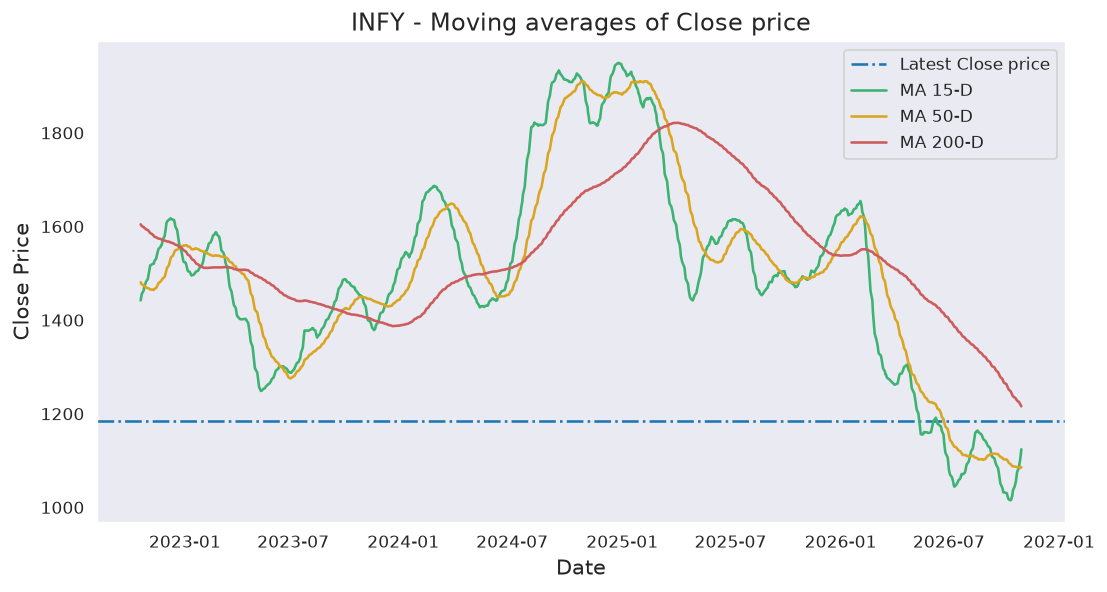 INFY - Moving averages of Close price
Latest Close price
MA 15-D
MA 50-D
MA 200-D
Close Price
1800
1600
1400
1200
1000
2023-01 2023-07 2024-01 2024-07 2025-01 2025-07 2026-01 2026-07 2027-01
Date